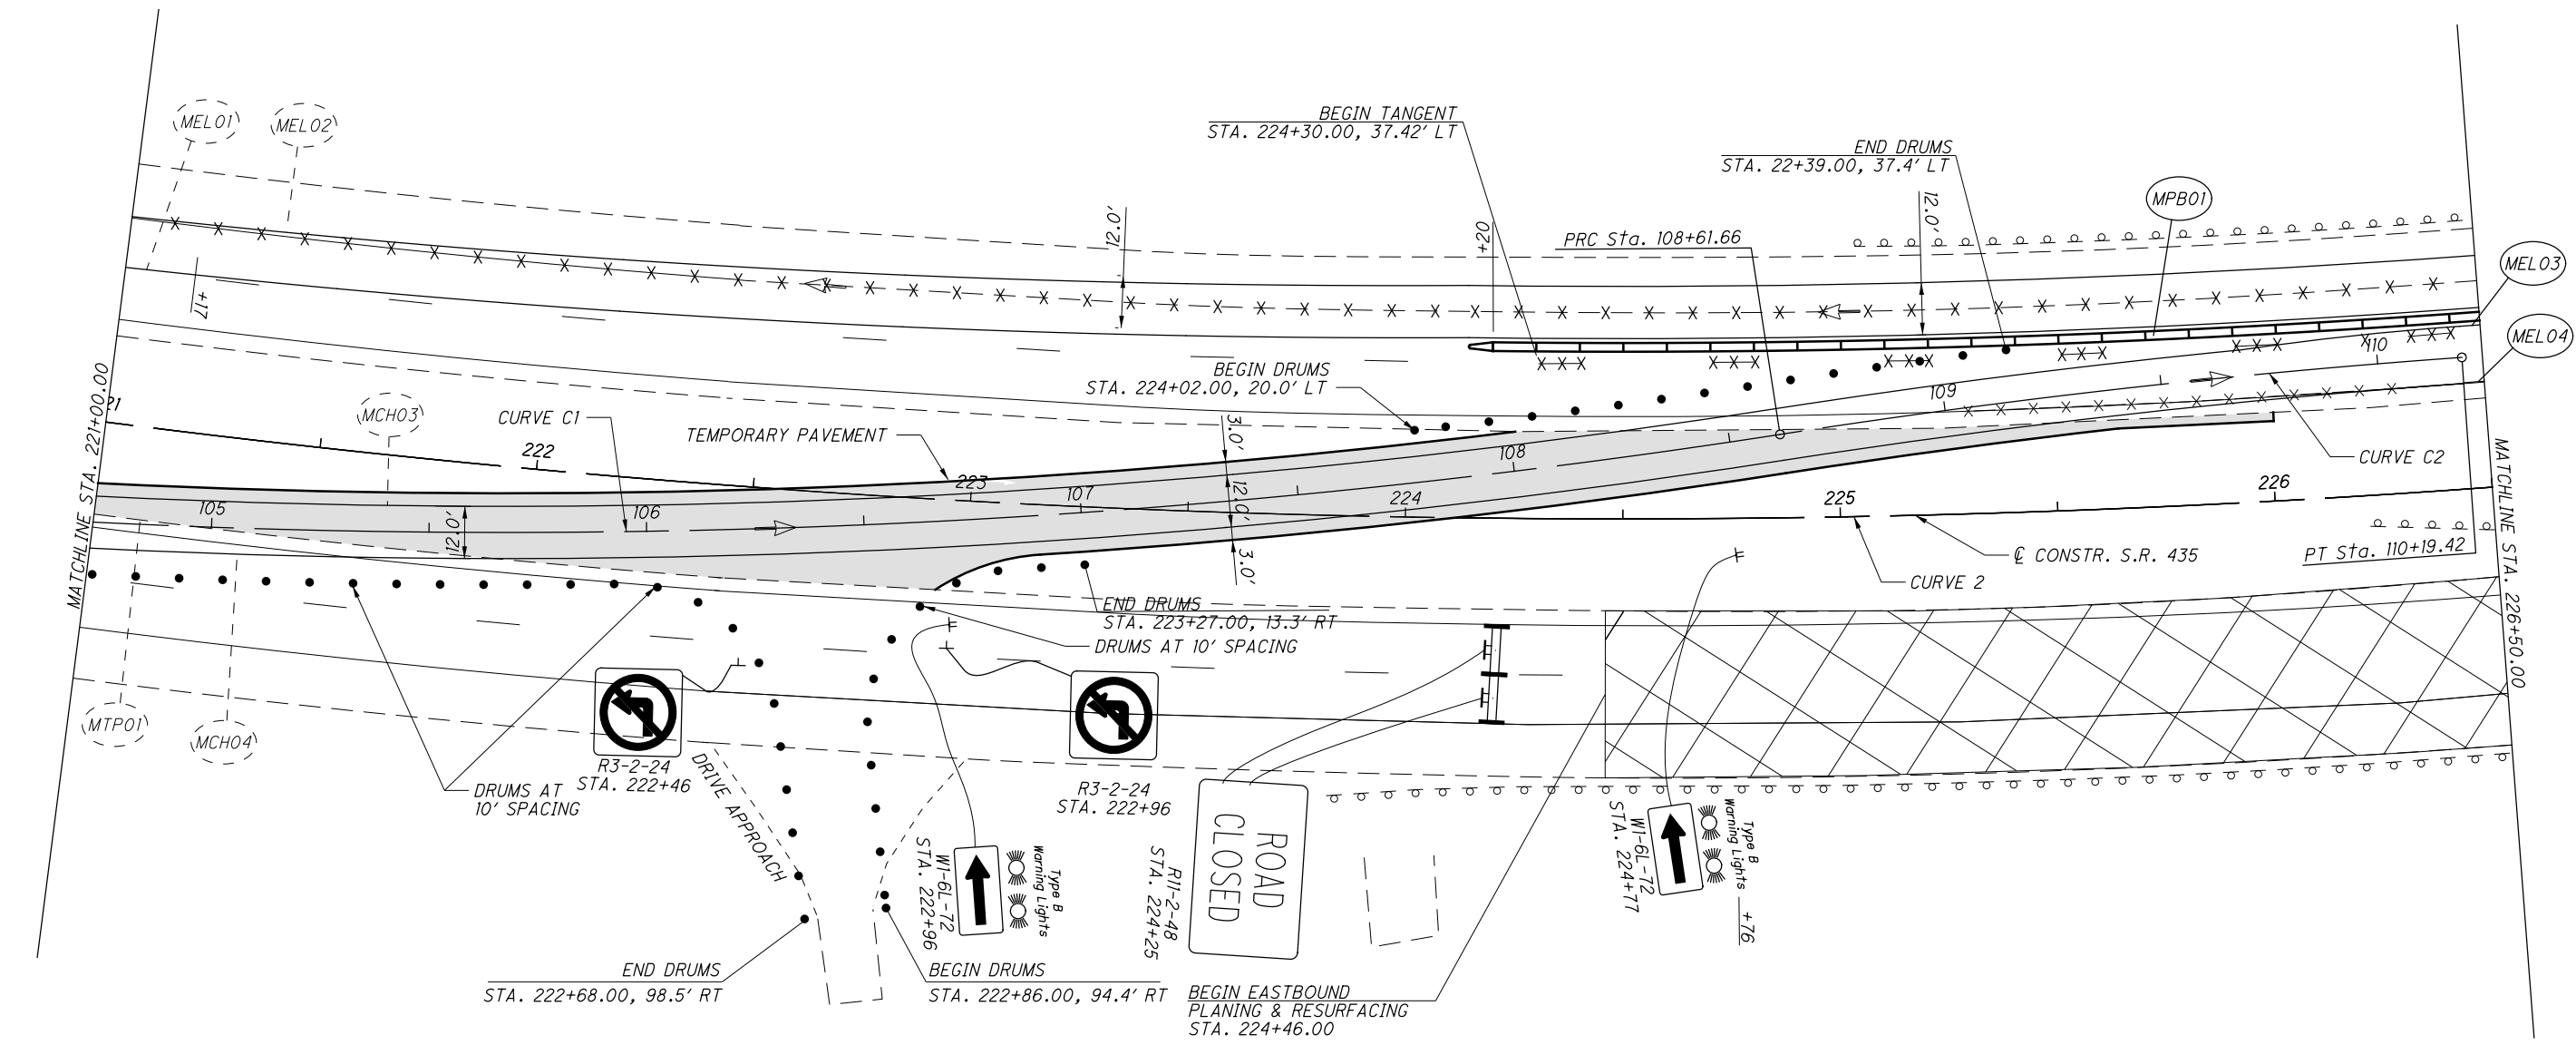 BEGIN TANGENT
STA. 224+30.00, 37.42' LT
END DRUMS
STA. 22+39.00, 37.4' LT
MEL01
MEL02
12.0'
+20
PRC Sta. 108+61.66
12.0'
MPB01
MEL03
MEL04
+17
BEGIN DRUMS
STA. 224+02.00, 20.0' LT
110
109
MATCHLINE STA. 221+00.00
21
MCH03
CURVE C1
TEMPORARY PAVEMENT
3.0'
222
223
107
108
224
225
226
CURVE C2
105
106
12.0'
12.0'
3.0'
℄ CONSTR. S.R. 435
CURVE 2
PT Sta. 110+19.42
MATCHLINE STA. 226+50.00
END DRUMS
STA. 223+27.00, 13.3' RT
DRUMS AT 10' SPACING
MTP01
MCH04
R3-2-24
STA. 222+46
DRUMS AT
10' SPACING
DRIVE APPROACH
R3-2-24
STA. 222+96
W1-6L-72
STA. 222+96
Type B
Warning Lights
R11-2-48
STA. 224+25
ROAD
CLOSED
W1-6L-72
STA. 224+77
Type B
Warning Lights
+76
END DRUMS
STA. 222+68.00, 98.5' RT
BEGIN DRUMS
STA. 222+86.00, 94.4' RT
BEGIN EASTBOUND
PLANING & RESURFACING
STA. 224+46.00